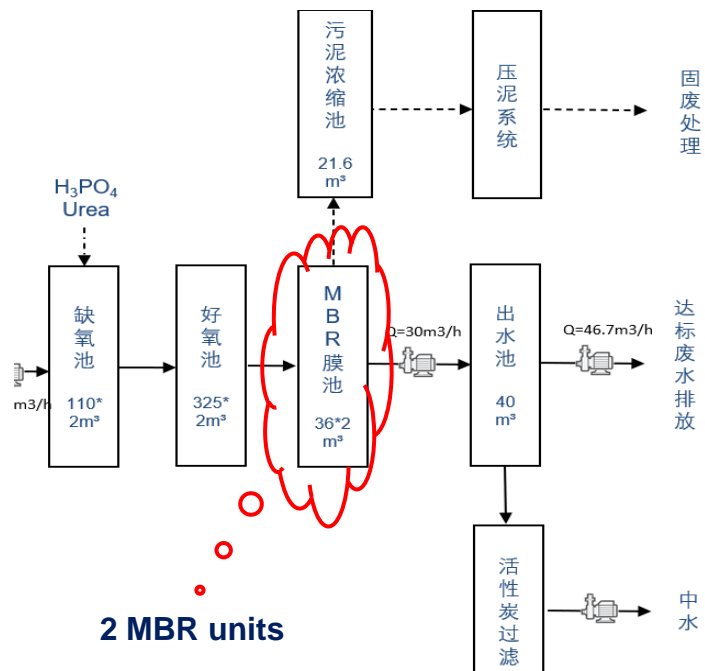 污泥浓缩池
21.6
m³
压泥系统
固废处理
H₃PO₄
Urea
缺氧池
110*
2m³
m3/h
好氧池
325*
2m³
MBR膜池
36*2
m³
Q=30m3/h
出水池
40
m³
Q=46.7m3/h
达标废水排放
活性炭过滤
中水
2 MBR units